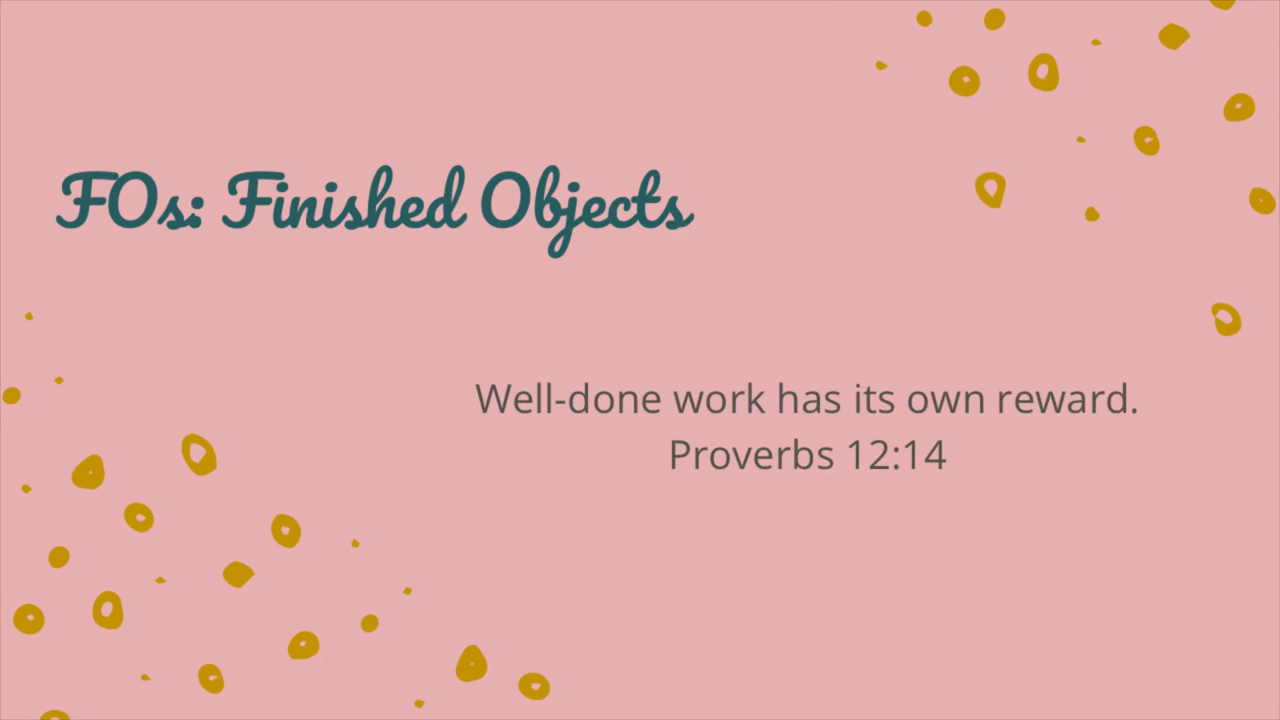 FOs: Finished Objects
Well-done work has its own reward.
Proverbs 12:14